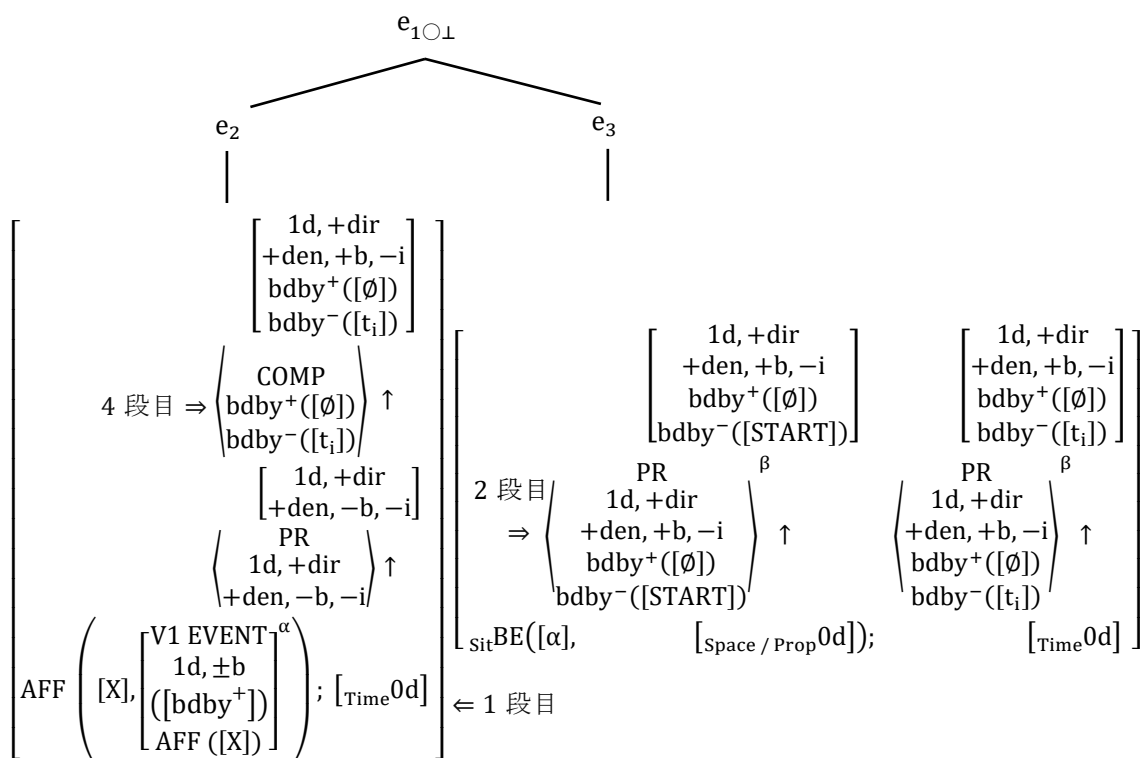 e₁○⊥
e₂ e₃
1d, +dir
+den, +b, −i
bdby⁺([Ø])
bdby⁻([tᵢ])
4 段目 ⇒ ⟨COMP
bdby⁺([Ø])
bdby⁻([tᵢ])⟩ ↑
[1d, +dir
+den, −b, −i]
⟨PR
1d, +dir
+den, −b, −i⟩ ↑
AFF ([X], [V1 EVENT
1d, ±b
([bdby⁺])
AFF ([X])]^α); [Time0d] ⇐ 1 段目
1d, +dir
+den, +b, −i
bdby⁺([Ø])
bdby⁻([START])
1d, +dir
+den, +b, −i
bdby⁺([Ø])
bdby⁻([tᵢ])
2 段目
⇒ ⟨PR
1d, +dir
+den, +b, −i
bdby⁺([Ø])
bdby⁻([START])⟩^β ↑
⟨PR
1d, +dir
+den, +b, −i
bdby⁺([Ø])
bdby⁻([tᵢ])⟩^β ↑
SitBE([α], [Space / Prop0d]); [Time0d]